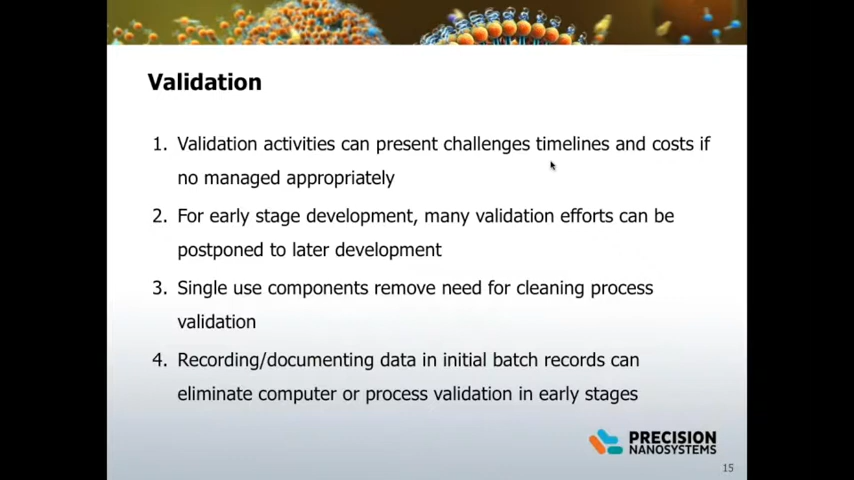 Validation
1. Validation activities can present challenges timelines and costs if
no managed appropriately
2. For early stage development, many validation efforts can be
postponed to later development
3. Single use components remove need for cleaning process
validation
4. Recording/documenting data in initial batch records can
eliminate computer or process validation in early stages
PRECISION
NANOSYSTEMS
15